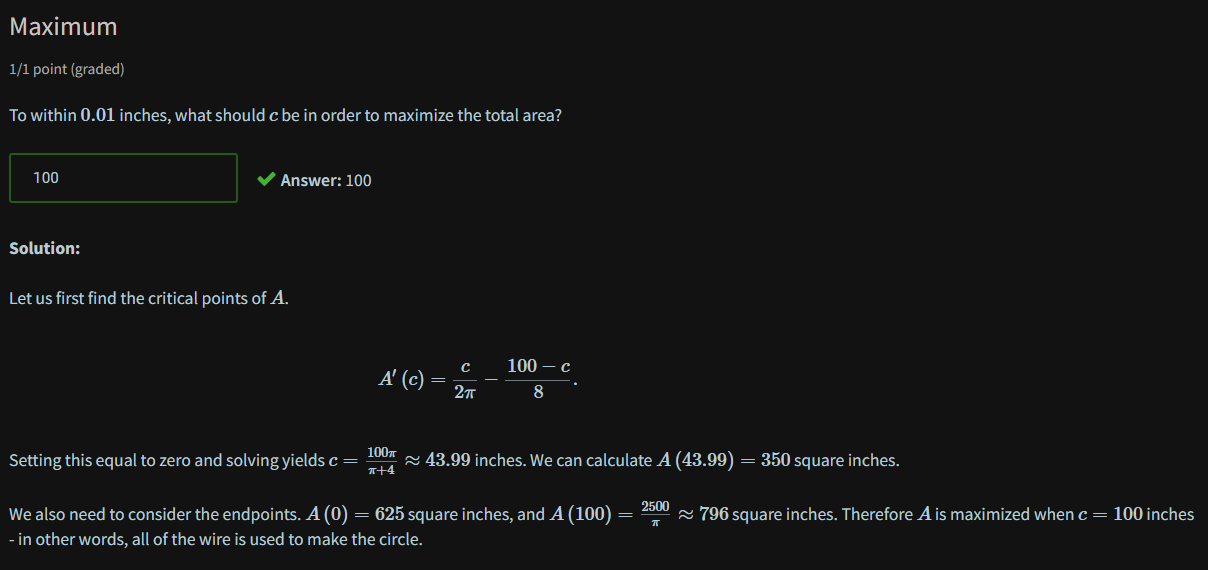 Maximum
1/1 point (graded)
To within 0.01 inches, what should c be in order to maximize the total area?
100
Answer: 100
Solution:
Let us first find the critical points of A.
A′ (c) = c/2π − 100 − c/8.
Setting this equal to zero and solving yields c = 100π/π+4 ≈ 43.99 inches. We can calculate A (43.99) = 350 square inches.
We also need to consider the endpoints. A (0) = 625 square inches, and A (100) = 2500/π ≈ 796 square inches. Therefore A is maximized when c = 100 inches
- in other words, all of the wire is used to make the circle.